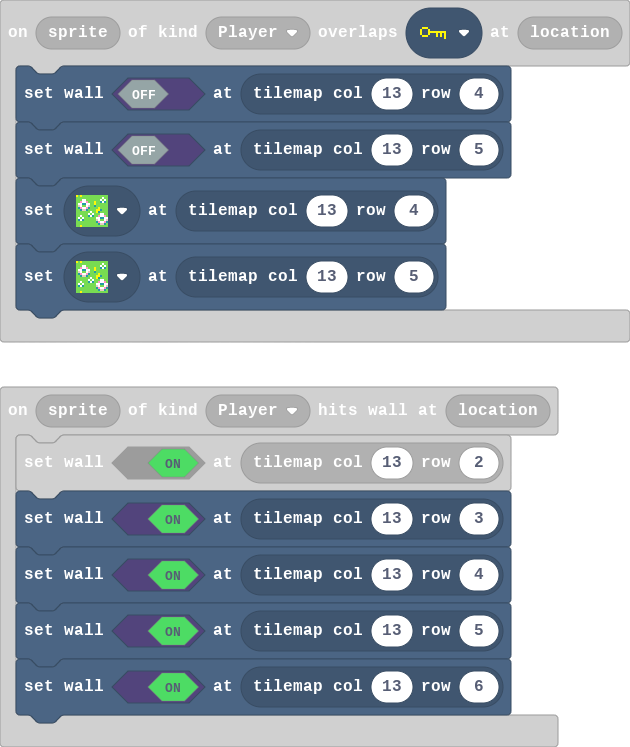 on sprite of kind Player overlaps at location
set wall OFF at tilemap col 13 row 4
set wall OFF at tilemap col 13 row 5
set at tilemap col 13 row 4
set at tilemap col 13 row 5
on sprite of kind Player hits wall at location
set wall ON at tilemap col 13 row 2
set wall ON at tilemap col 13 row 3
set wall ON at tilemap col 13 row 4
set wall ON at tilemap col 13 row 5
set wall ON at tilemap col 13 row 6